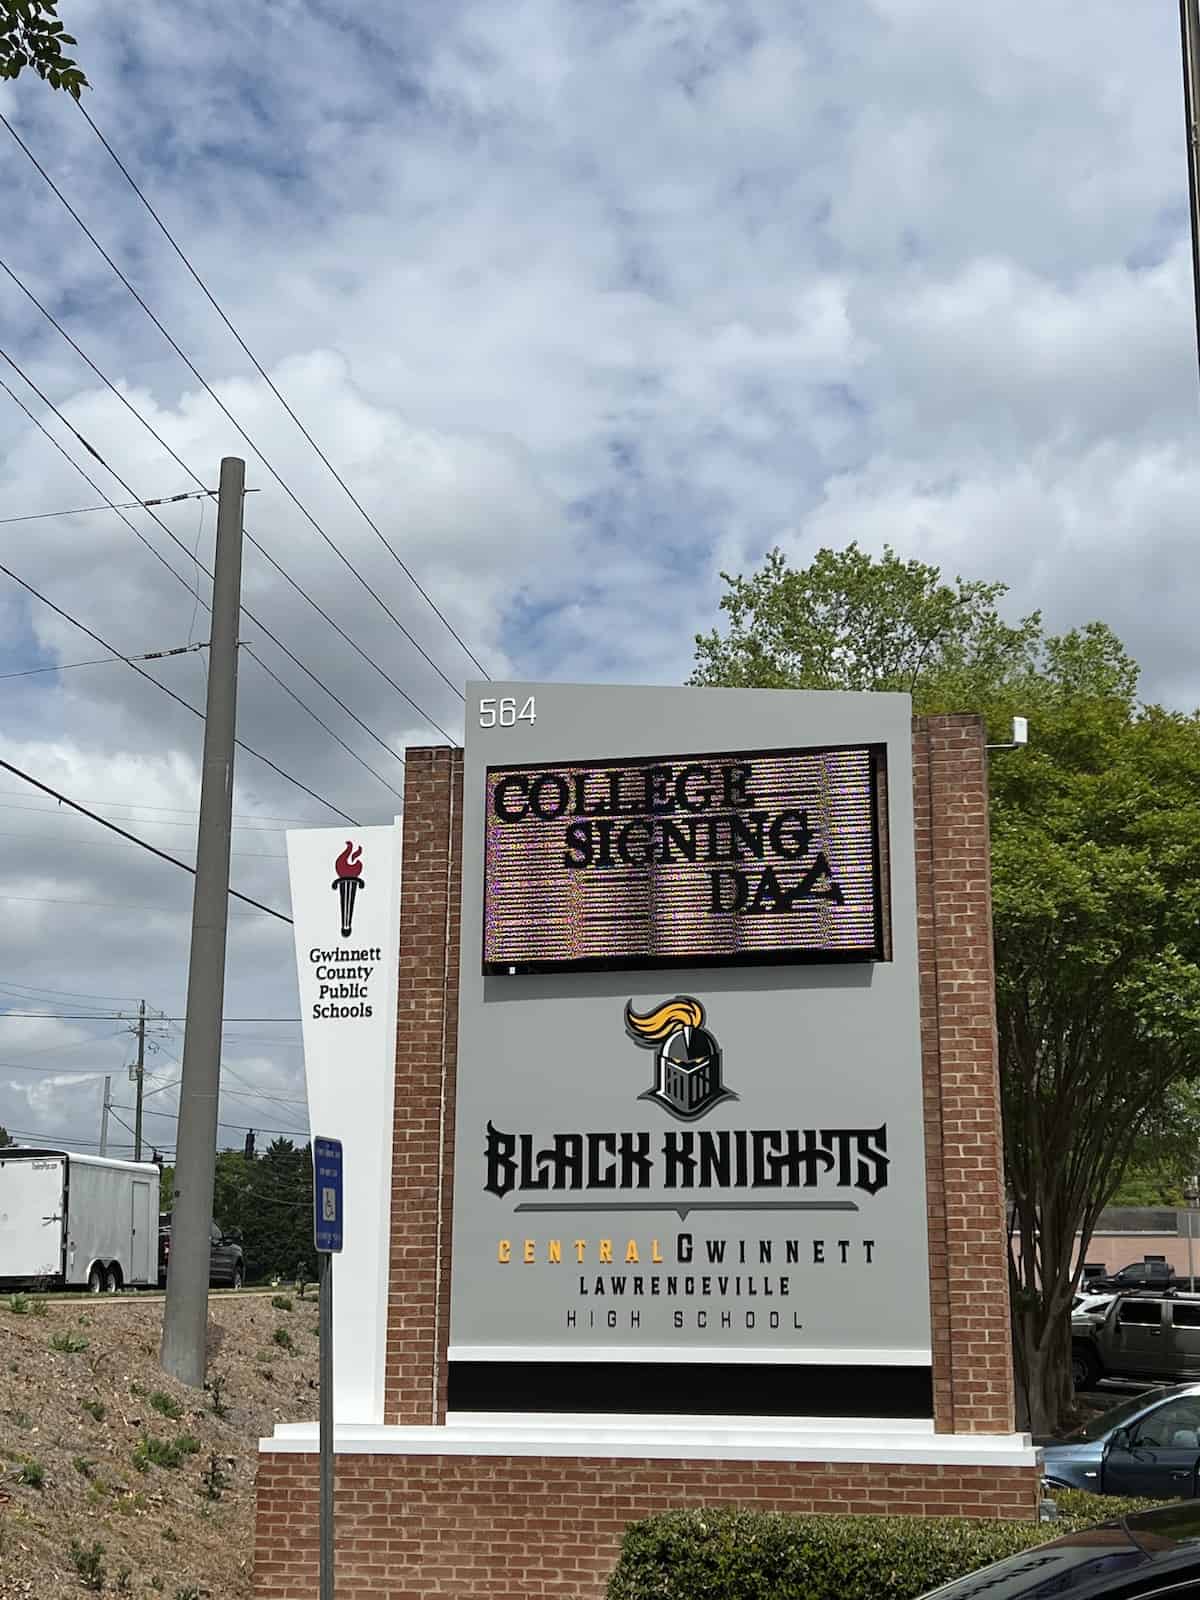 564
COLLEGE
SIGNING
DAY
Gwinnett
County
Public
Schools
BLACK KNIGHTS
CENTRAL GWINNETT
LAWRENCEVILLE
HIGH SCHOOL